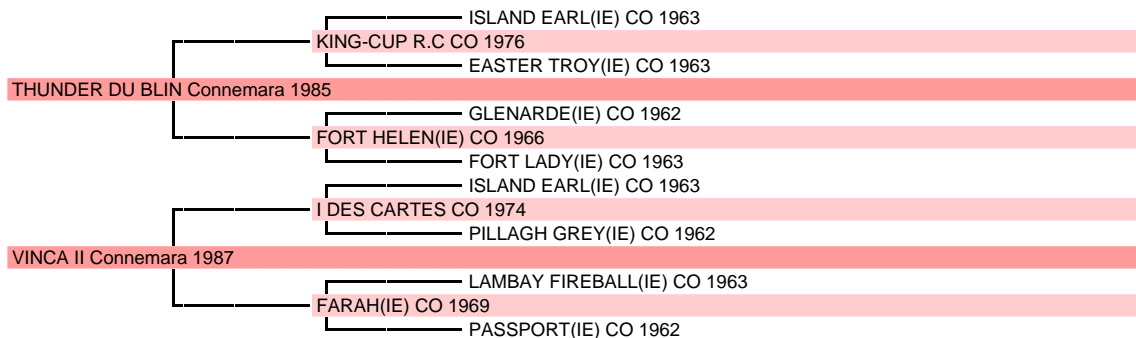 ISLAND EARL(IE) CO 1963
KING-CUP R.C CO 1976
EASTER TROY(IE) CO 1963
THUNDER DU BLIN Connemara 1985
GLENARDE(IE) CO 1962
FORT HELEN(IE) CO 1966
FORT LADY(IE) CO 1963
ISLAND EARL(IE) CO 1963
I DES CARTES CO 1974
PILLAGH GREY(IE) CO 1962
VINCA II Connemara 1987
LAMBAY FIREBALL(IE) CO 1963
FARAH(IE) CO 1969
PASSPORT(IE) CO 1962